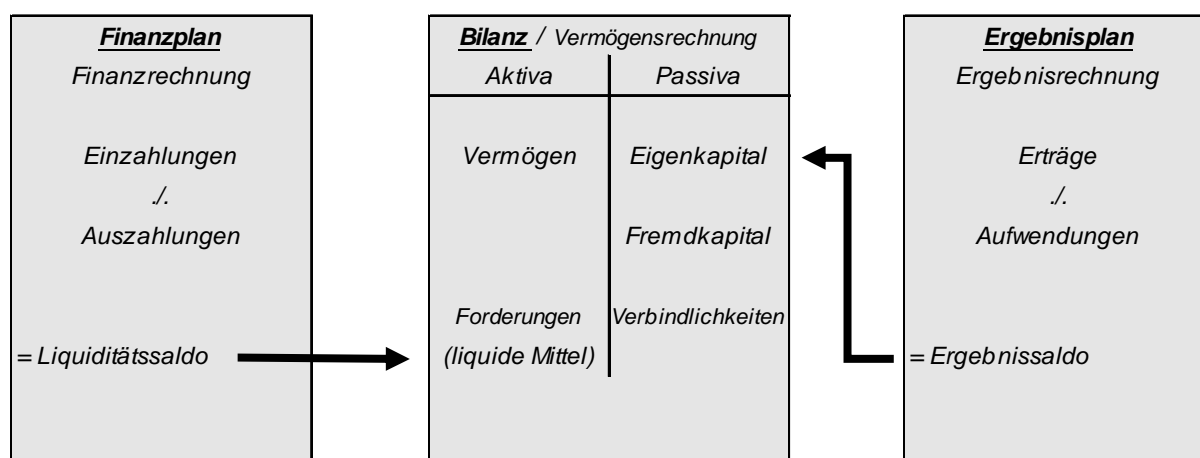 Finanzplan
Finanzrechnung
Einzahlungen
./.
Auszahlungen
= Liquiditätssaldo
Bilanz / Vermögensrechnung
Aktiva Passiva
Vermögen Eigenkapital
Fremdkapital
Forderungen Verbindlichkeiten
(liquide Mittel)
Ergebnisplan
Ergebnisrechnung
Erträge
./.
Aufwendungen
= Ergebnissaldo